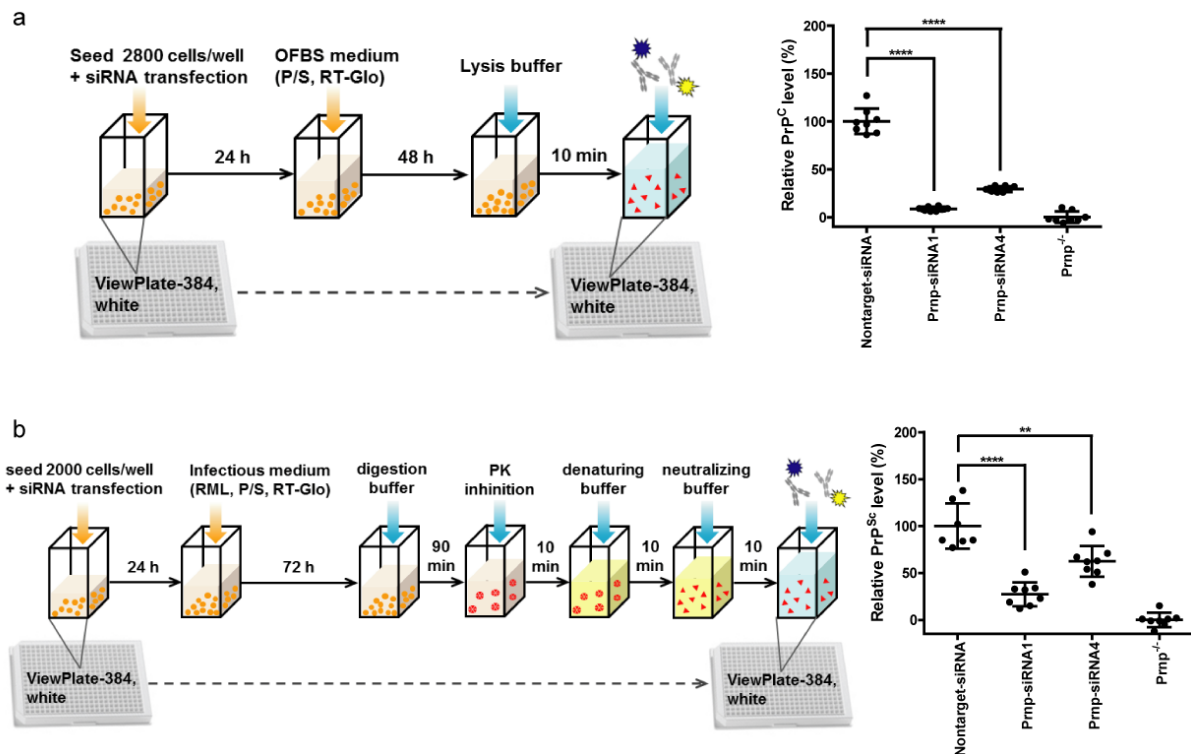 a
Seed 2800 cells/well
+ siRNA transfection
OFBS medium
(P/S, RT-Glo)
Lysis buffer
24 h
48 h
10 min
ViewPlate-384,
white
ViewPlate-384,
white
Relative PrP^C level (%)
200
150
100
50
0
****
****
Nontarget-siRNA
Prnp-siRNA1
Prnp-siRNA4
Prnp-/-
b
seed 2000 cells/well
+ siRNA transfection
Infectious medium
(RML, P/S, RT-Glo)
digestion
buffer
PK
inhinition
denaturing
buffer
neutralizing
buffer
24 h
72 h
90
min
10
min
10
min
10
min
ViewPlate-384,
white
ViewPlate-384,
white
Relative PrP^Sc level (%)
200
150
100
50
0
**
****
Nontarget-siRNA
Prnp-siRNA1
Prnp-siRNA4
Prnp-/-